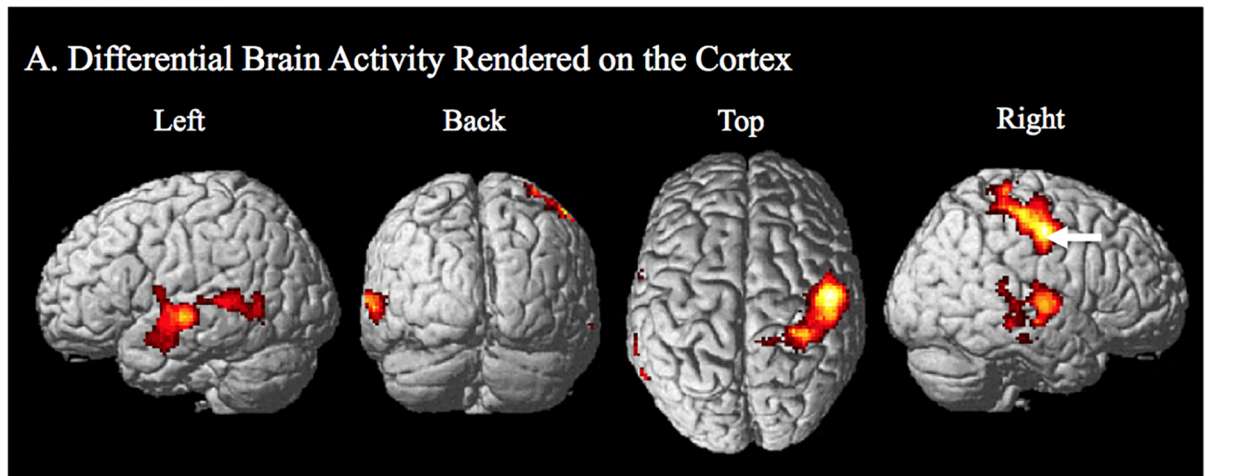 A. Differential Brain Activity Rendered on the Cortex
Left Back Top Right